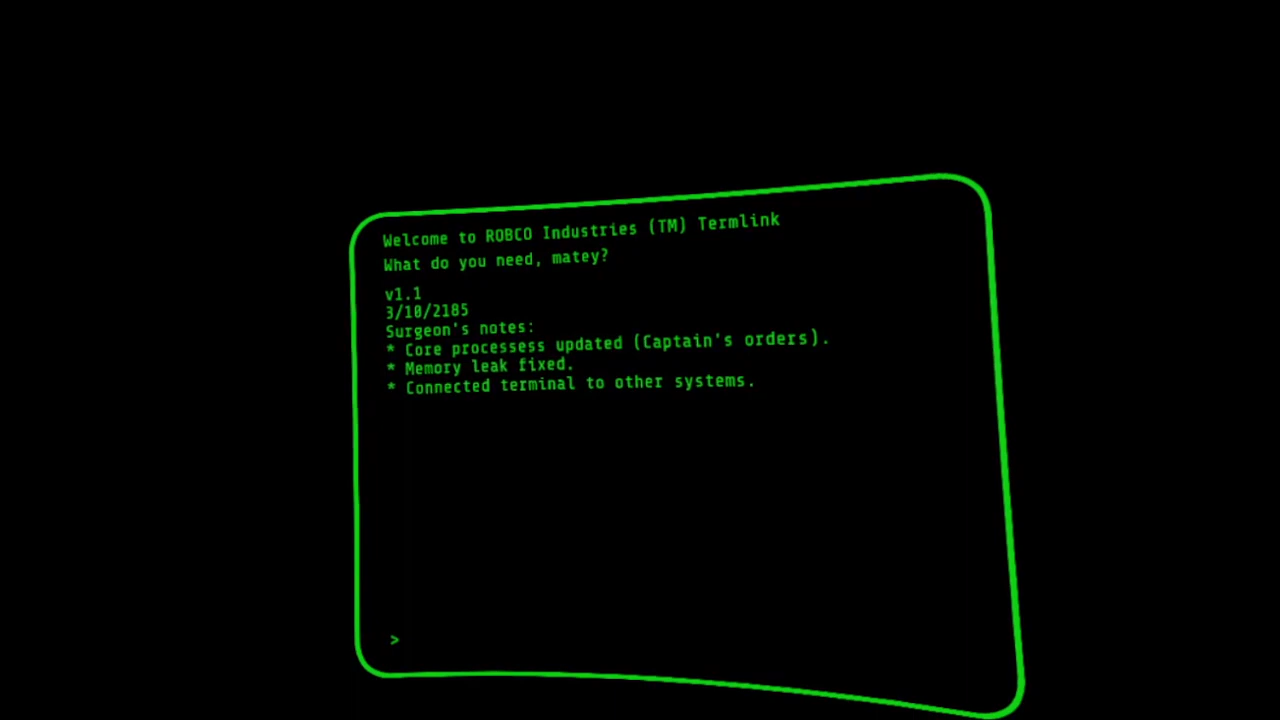 Welcome to ROBCO Industries (TM) Termlink
What do you need, matey?
v1.1
3/10/2185
Surgeon's notes:
* Core processess updated (Captain's orders).
* Memory leak fixed.
* Connected terminal to other systems.
>